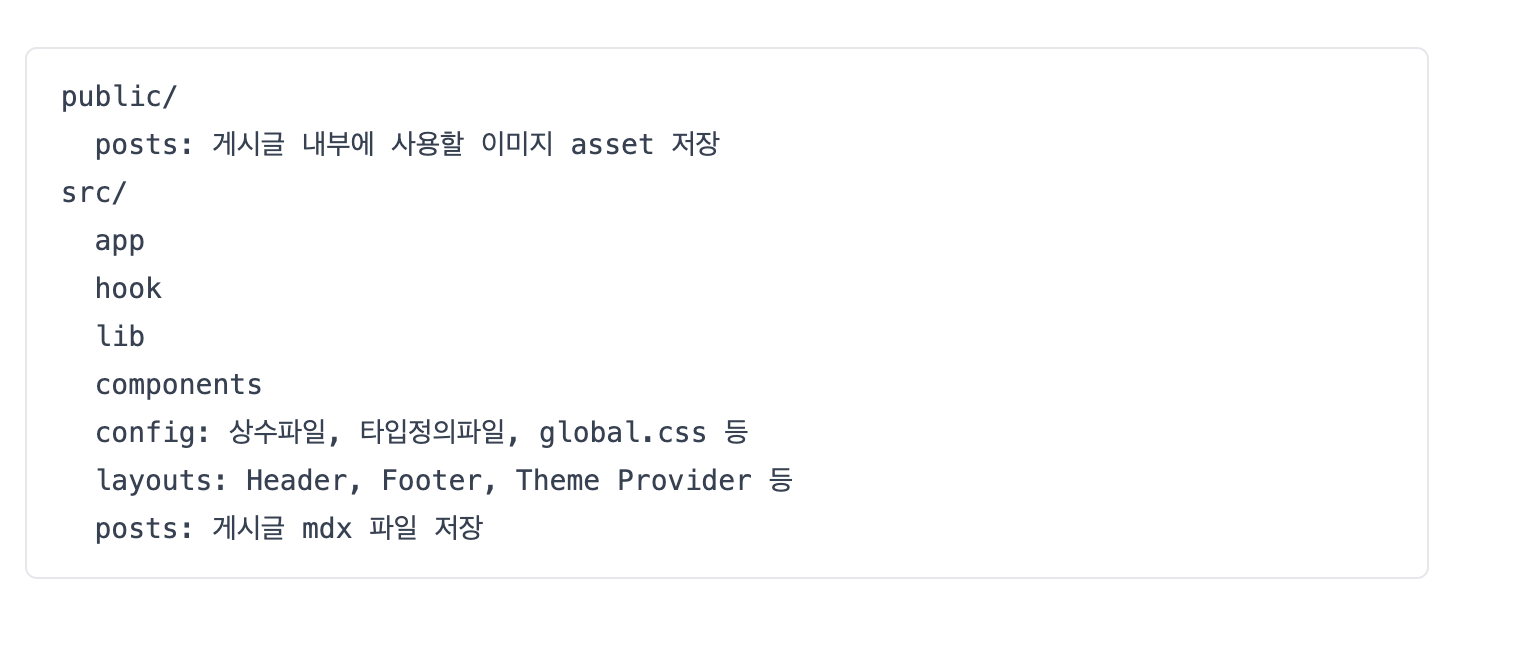 public/
  posts: 게시글 내부에 사용할 이미지 asset 저장
src/
  app
  hook
  lib
  components
  config: 상수파일, 타입정의파일, global.css 등
  layouts: Header, Footer, Theme Provider 등
  posts: 게시글 mdx 파일 저장